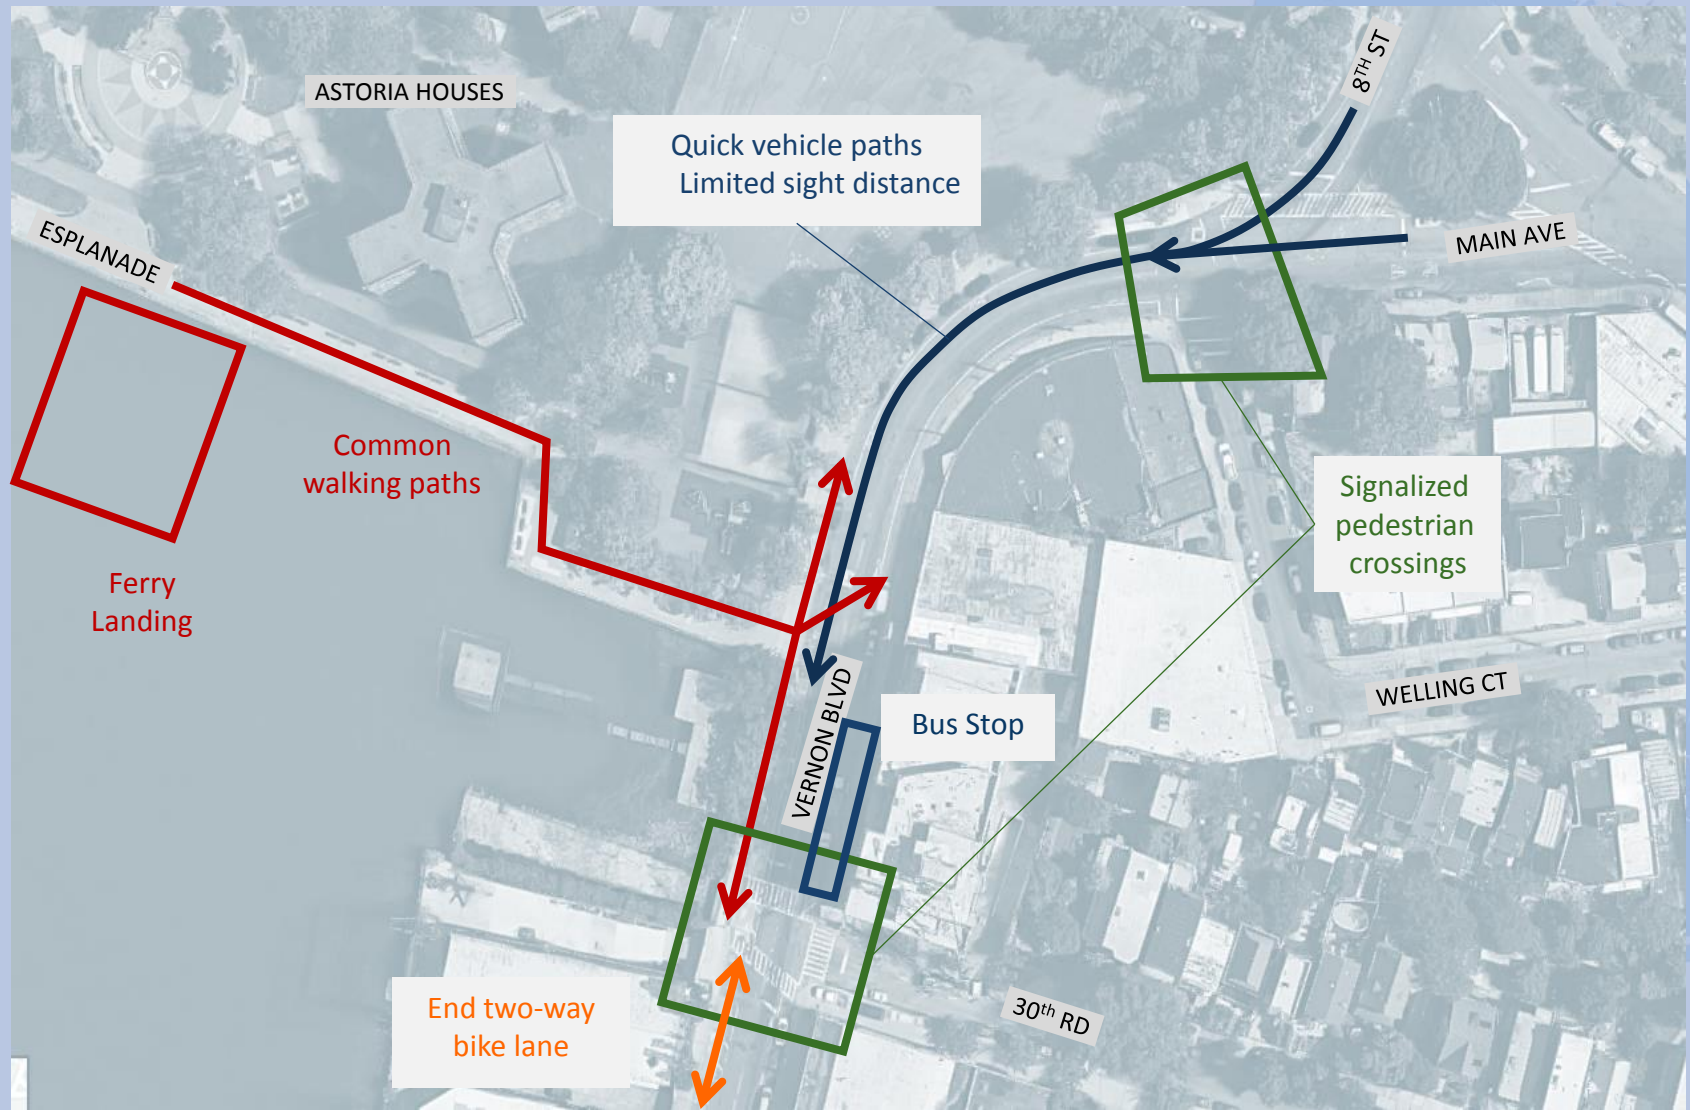 ASTORIA HOUSES
8TH ST
Quick vehicle paths
Limited sight distance
ESPLANADE
MAIN AVE
Common
walking paths
Signalized
pedestrian
crossings
Ferry
Landing
VERNON BLVD
WELLING CT
Bus Stop
End two-way
bike lane
30th RD